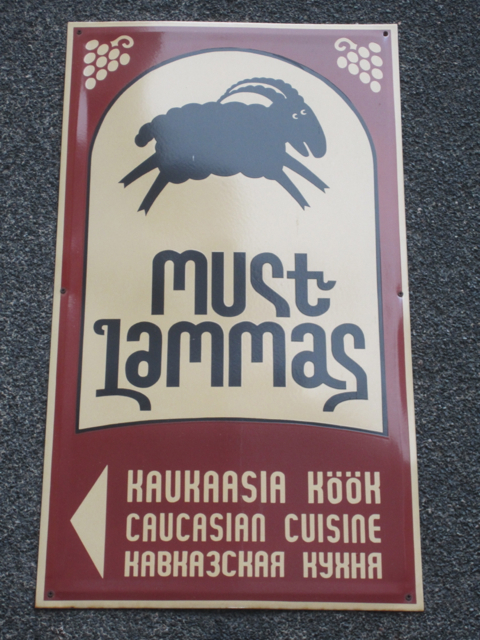 must
Lammas
KAUKAASIA KÖÖK
CAUCASIAN CUISINE
КАВКАЗСКАЯ КУХНЯ